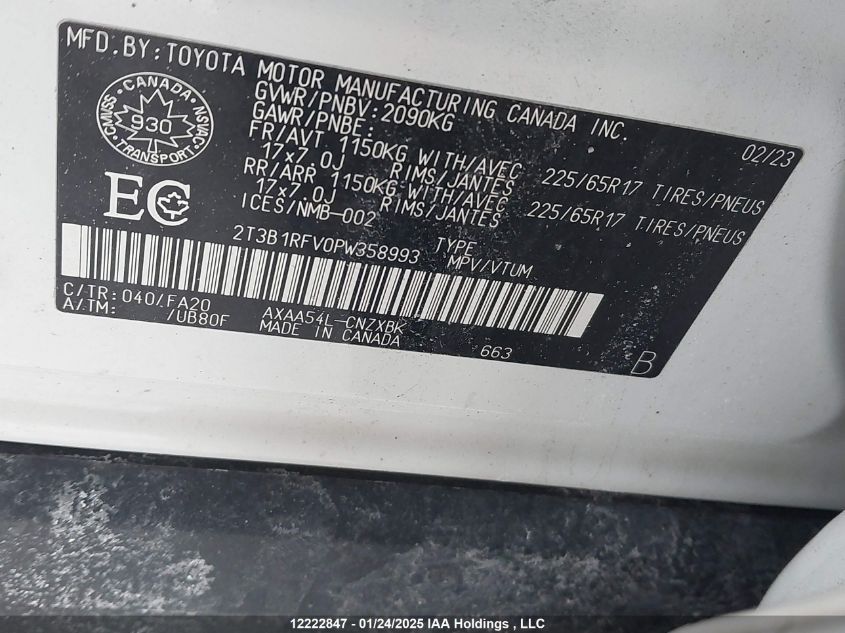 MFD.BY:TOYOTA MOTOR MANUFACTURING CANADA INC.
CANADA
CMVSS
930
NSVAC
TRANSPORT
GVWR/PNBV:2090KG
02/23
GAWR/PNBE:
FR/AVT 1150KG WITH/AVEC 225/65R17 TIRES/PNEUS
17x7.0J RIMS/JANTES
RR/ARR 1150KG WITH/AVEC 225/65R17 TIRES/PNEUS
17x7.0J RIMS/JANTES
ICES/NMB-002
EC
2T3B1RFV0PW358993 TYPE
MPV/VTUM
C/TR:040/FA20 AXAA54L-CNZXBK
A/TM: /UB80F MADE IN CANADA
663
B
12222847 - 01/24/2025 IAA Holdings , LLC